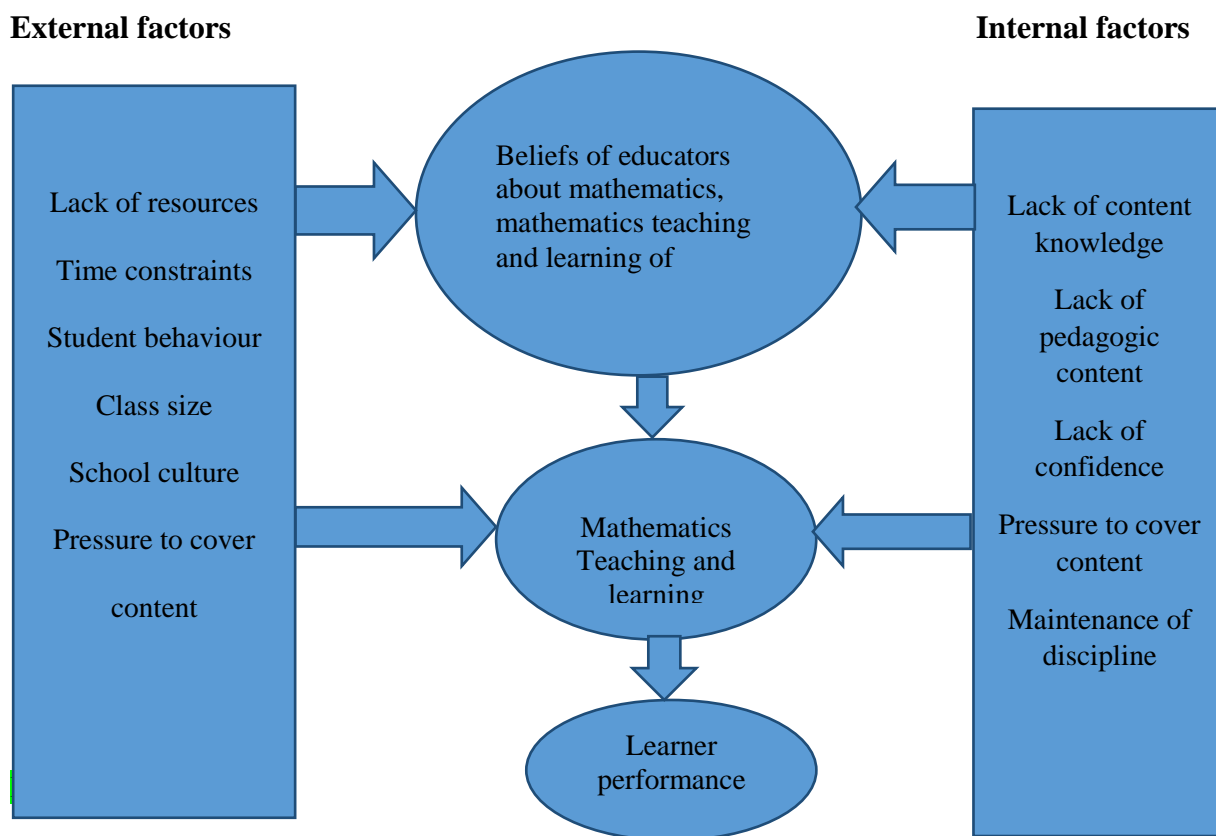 External factors
Internal factors
Lack of resources
Time constraints
Student behaviour
Class size
School culture
Pressure to cover
content
Beliefs of educators
about mathematics,
mathematics teaching
and learning of
Mathematics
Teaching and
learning
Learner
performance
Lack of content
knowledge
Lack of
pedagogic
content
Lack of
confidence
Pressure to cover
content
Maintenance of
discipline